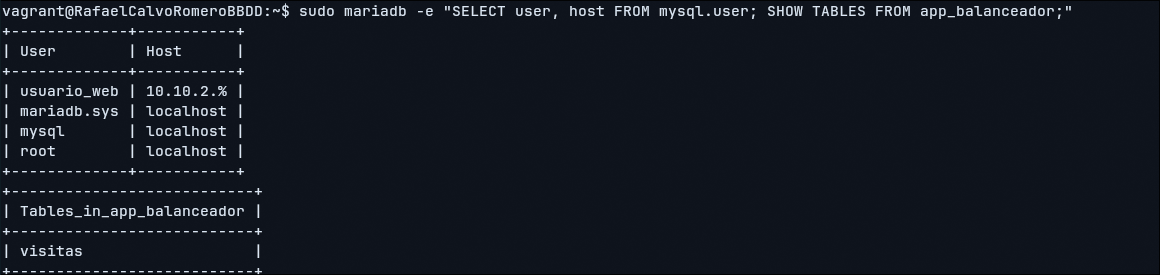 vagrant@RafaelCalvoRomeroBBDD:~$ sudo mariadb -e "SELECT user, host FROM mysql.user; SHOW TABLES FROM app_balanceador;"
+-------------+-----------+
| User        | Host      |
+-------------+-----------+
| usuario_web | 10.10.2.% |
| mariadb.sys | localhost |
| mysql       | localhost |
| root        | localhost |
+-------------+-----------+
+---------------------------+
| Tables_in_app_balanceador |
+---------------------------+
| visitas                   |
+---------------------------+